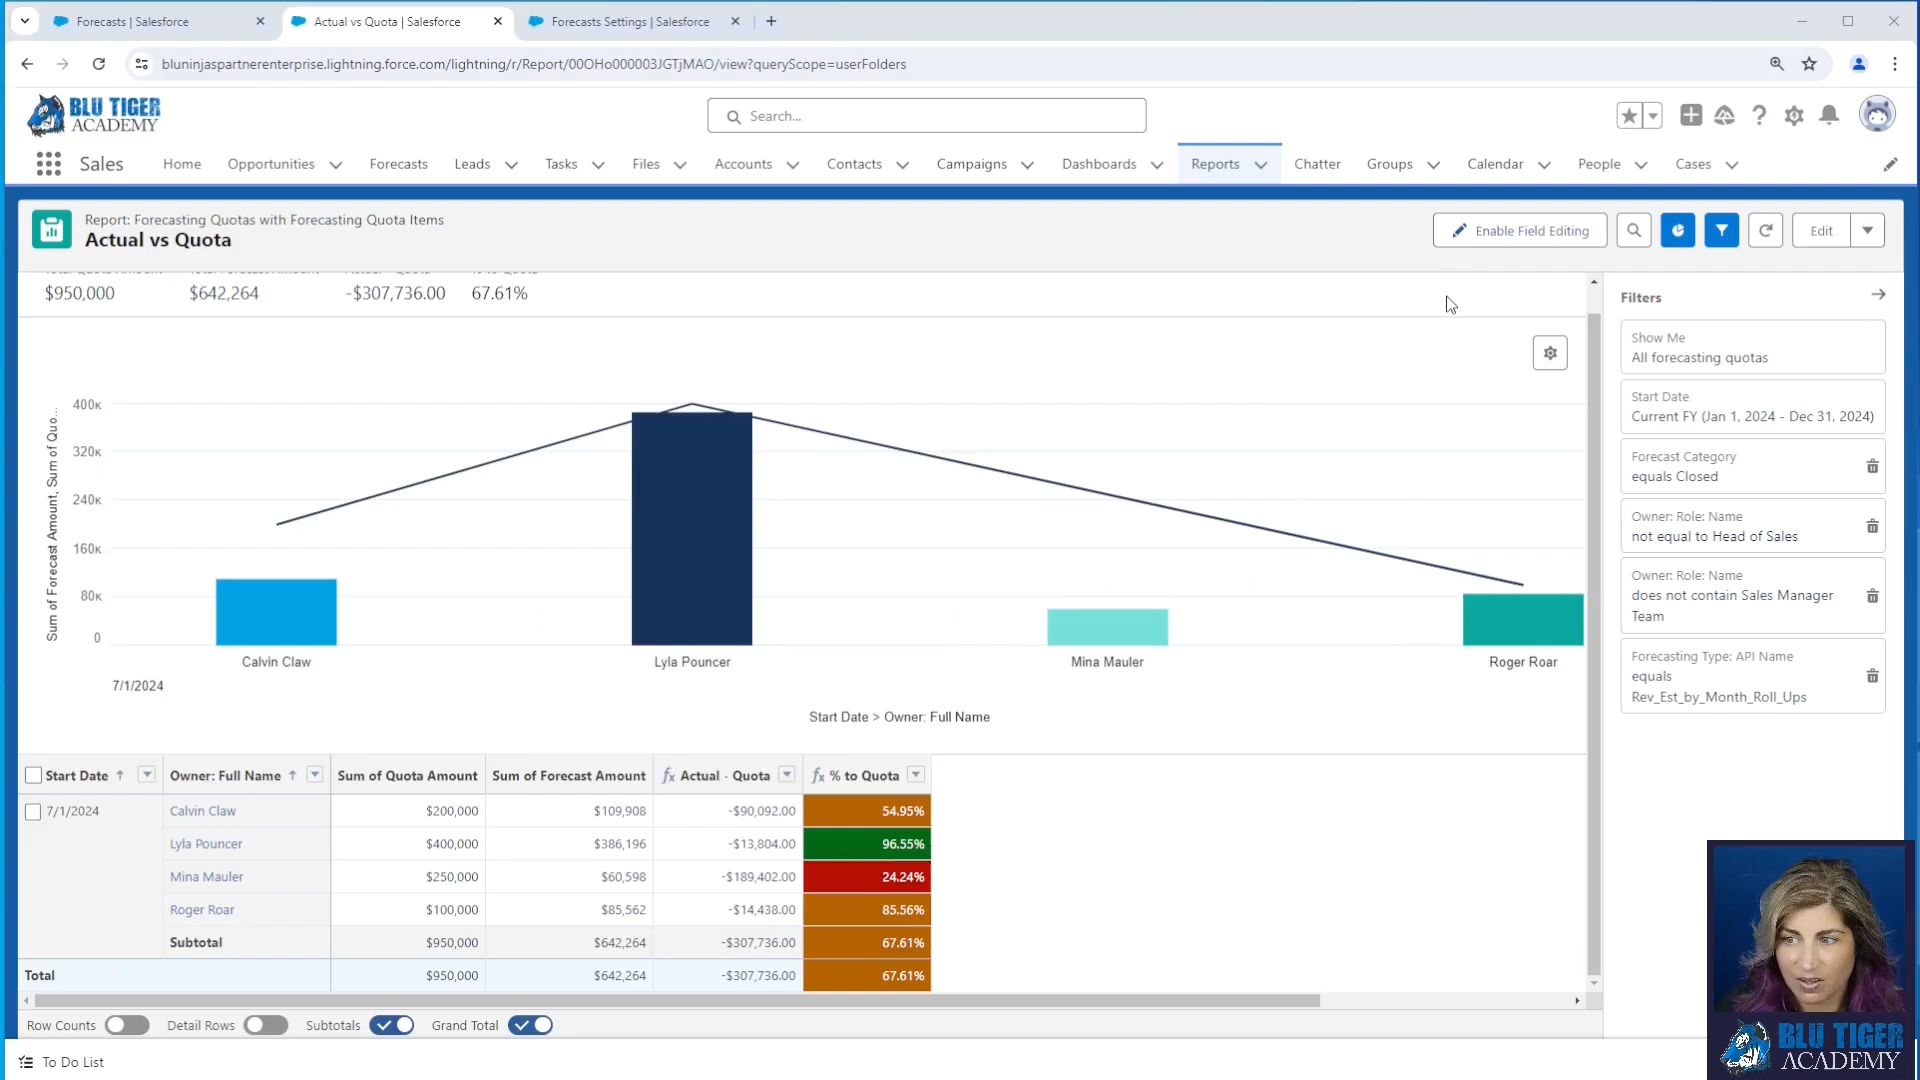 Forecasts | Salesforce
Actual vs Quota | Salesforce
Forecasts Settings | Salesforce
bluninjaspartnerenterprise.lightning.force.com/lightning/r/Report/00OHo000003JGTjMAO/view?queryScope=userFolders
BLU TIGER
ACADEMY
Search...
Sales
Home
Opportunities
Forecasts
Leads
Tasks
Files
Accounts
Contacts
Campaigns
Dashboards
Reports
Chatter
Groups
Calendar
People
Cases
Report: Forecasting Quotas with Forecasting Quota Items
Actual vs Quota
Enable Field Editing
Edit
$950,000
$642,264
-$307,736.00
67.61%
Sum of Forecast Amount, Sum of Quo...
400K
320K
240K
160K
80K
0
Calvin Claw
Lyla Pouncer
Mina Mauler
Roger Roar
7/1/2024
Start Date > Owner: Full Name
Start Date ↑ Owner: Full Name ↑ Sum of Quota Amount Sum of Forecast Amount fx Actual - Quota fx % to Quota
7/1/2024 Calvin Claw $200,000 $109,908 -$90,092.00 54.95%
Lyla Pouncer $400,000 $386,196 -$13,804.00 96.55%
Mina Mauler $250,000 $60,598 -$189,402.00 24.24%
Roger Roar $100,000 $85,562 -$14,438.00 85.56%
Subtotal $950,000 $642,264 -$307,736.00 67.61%
Total $950,000 $642,264 -$307,736.00 67.61%
Row Counts
Detail Rows
Subtotals
Grand Total
To Do List
Filters
Show Me
All forecasting quotas
Start Date
Current FY (Jan 1, 2024 - Dec 31, 2024)
Forecast Category
equals Closed
Owner: Role: Name
not equal to Head of Sales
Owner: Role: Name
does not contain Sales Manager
Team
Forecasting Type: API Name
equals
Rev_Est_by_Month_Roll_Ups
BLU TIGER
ACADEMY